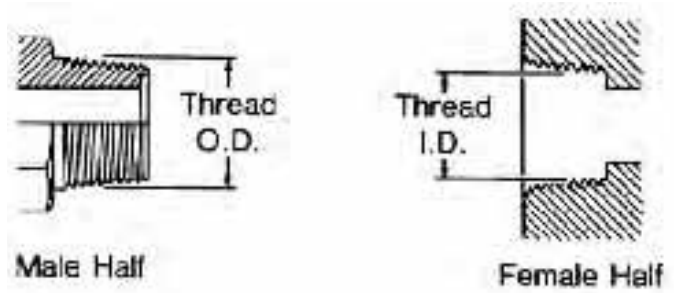 Thread
O.D.
Male Half
Thread
I.D.
Female Half